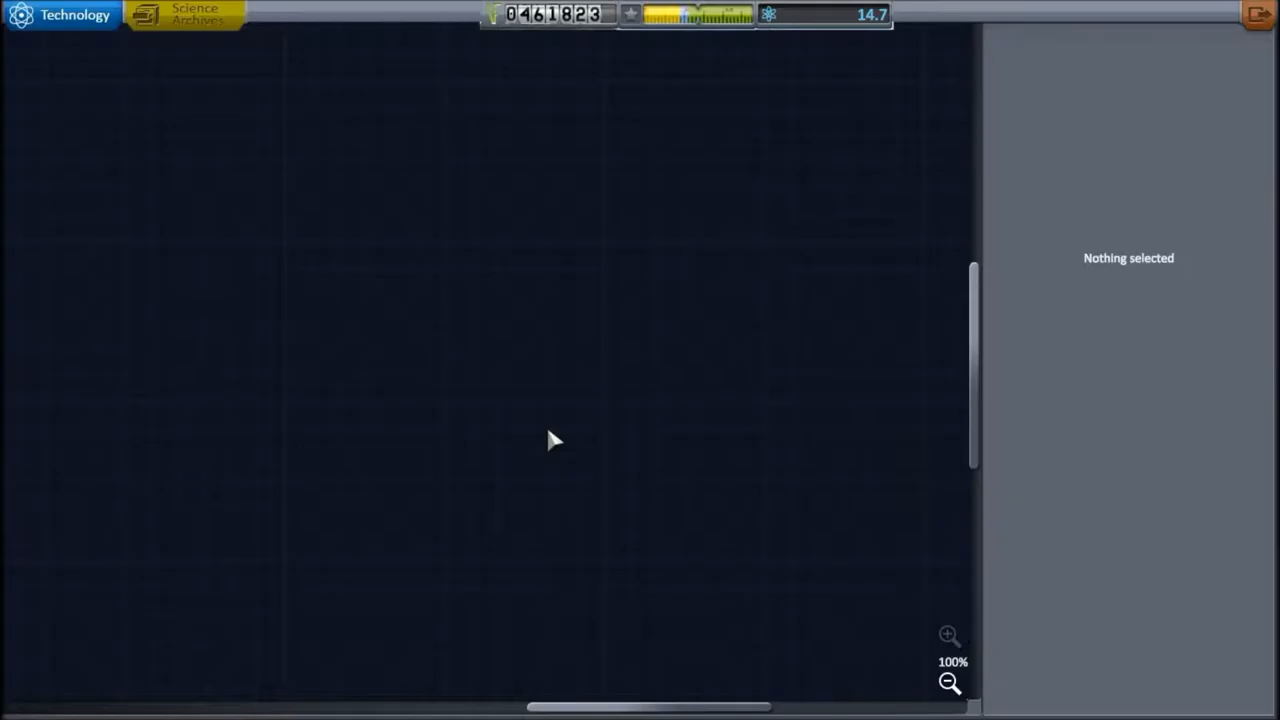 Technology
Science
Archives
0461823
14.7
Nothing selected
100%